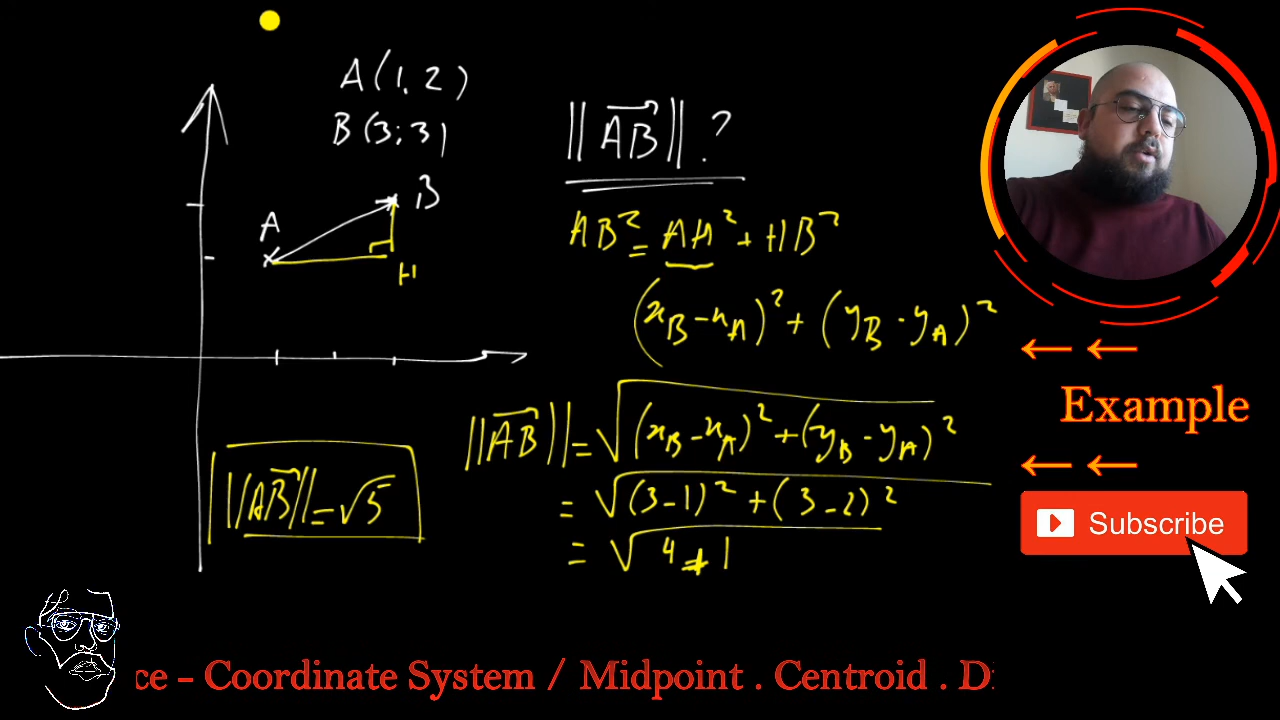 A(1,2)
B(3;3)
||AB||?
B
A
H
AB²=AH²+HB²
(xB-xA)²+(yB-yA)²
||AB||=√(xB-xA)²+(yB-yA)²
=√(3-1)²+(3-2)²
=√4+1
||AB||=√5
Example
Subscribe
ce - Coordinate System / Midpoint . Centroid . D